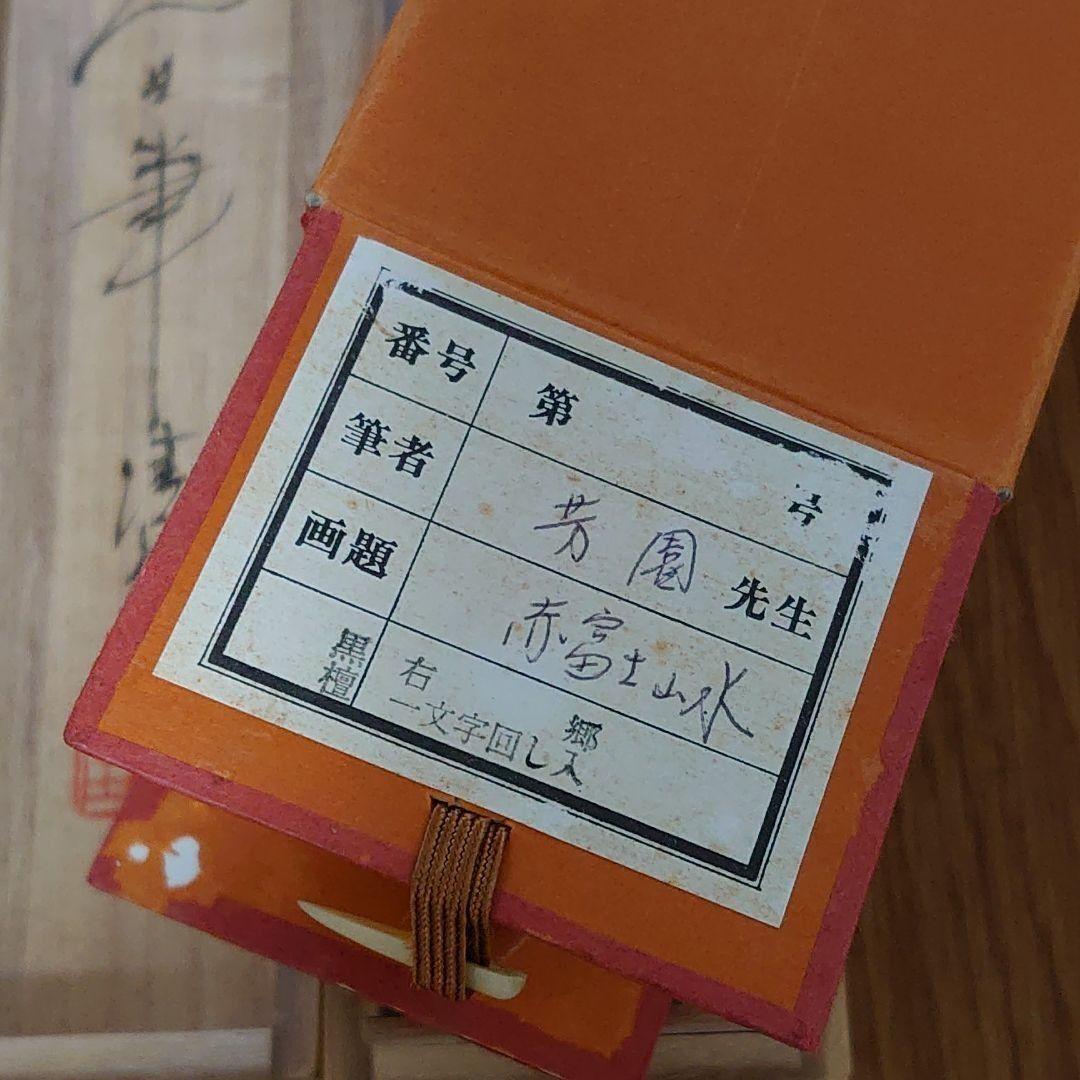 番号 第 号
筆者 芳園 先生
画題 赤富士山水
黒檀
右
郷
一文字回し入
筆